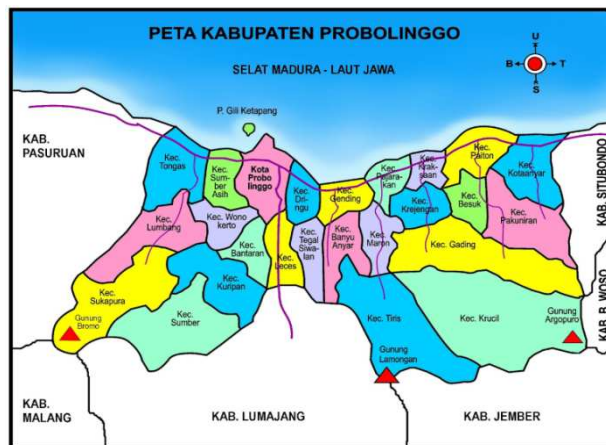 PETA KABUPATEN PROBOLINGGO
SELAT MADURA - LAUT JAWA
U
B
T
S
P. Gili Ketapang
KAB.
PASURUAN
Kec.
Tongas
Kec.
Sum-
ber
Asih
Kota
Probo
linggo
Kec.
Dri-
ngu
Kec.
Gending
Kec.
Pajara-
kan
Kec.
Krak-
saan
Kec.
Paiton
Kec.
Kotaanyar
KAB. SITUBONDO
Kec.
Lumbang
Kec. Wono
kerto
Kec.
Bantaran
Kec.
Leces
Kec.
Tegal
Siwa-
lan
Kec.
Banyu
Anyar
Kec.
Maron
Kec.
Krejengan
Kec.
Besuk
Kec.
Pakuniran
Kec. Gading
Kec.
Sukapura
Gunung
Bromo
Kec.
Kuripan
Kec.
Sumber
Kec. Tiris
Kec. Krucil
Gunung
Argopuro
Gunung
Lamongan
KAB. B. WOSO
KAB.
MALANG
KAB. LUMAJANG
KAB. JEMBER